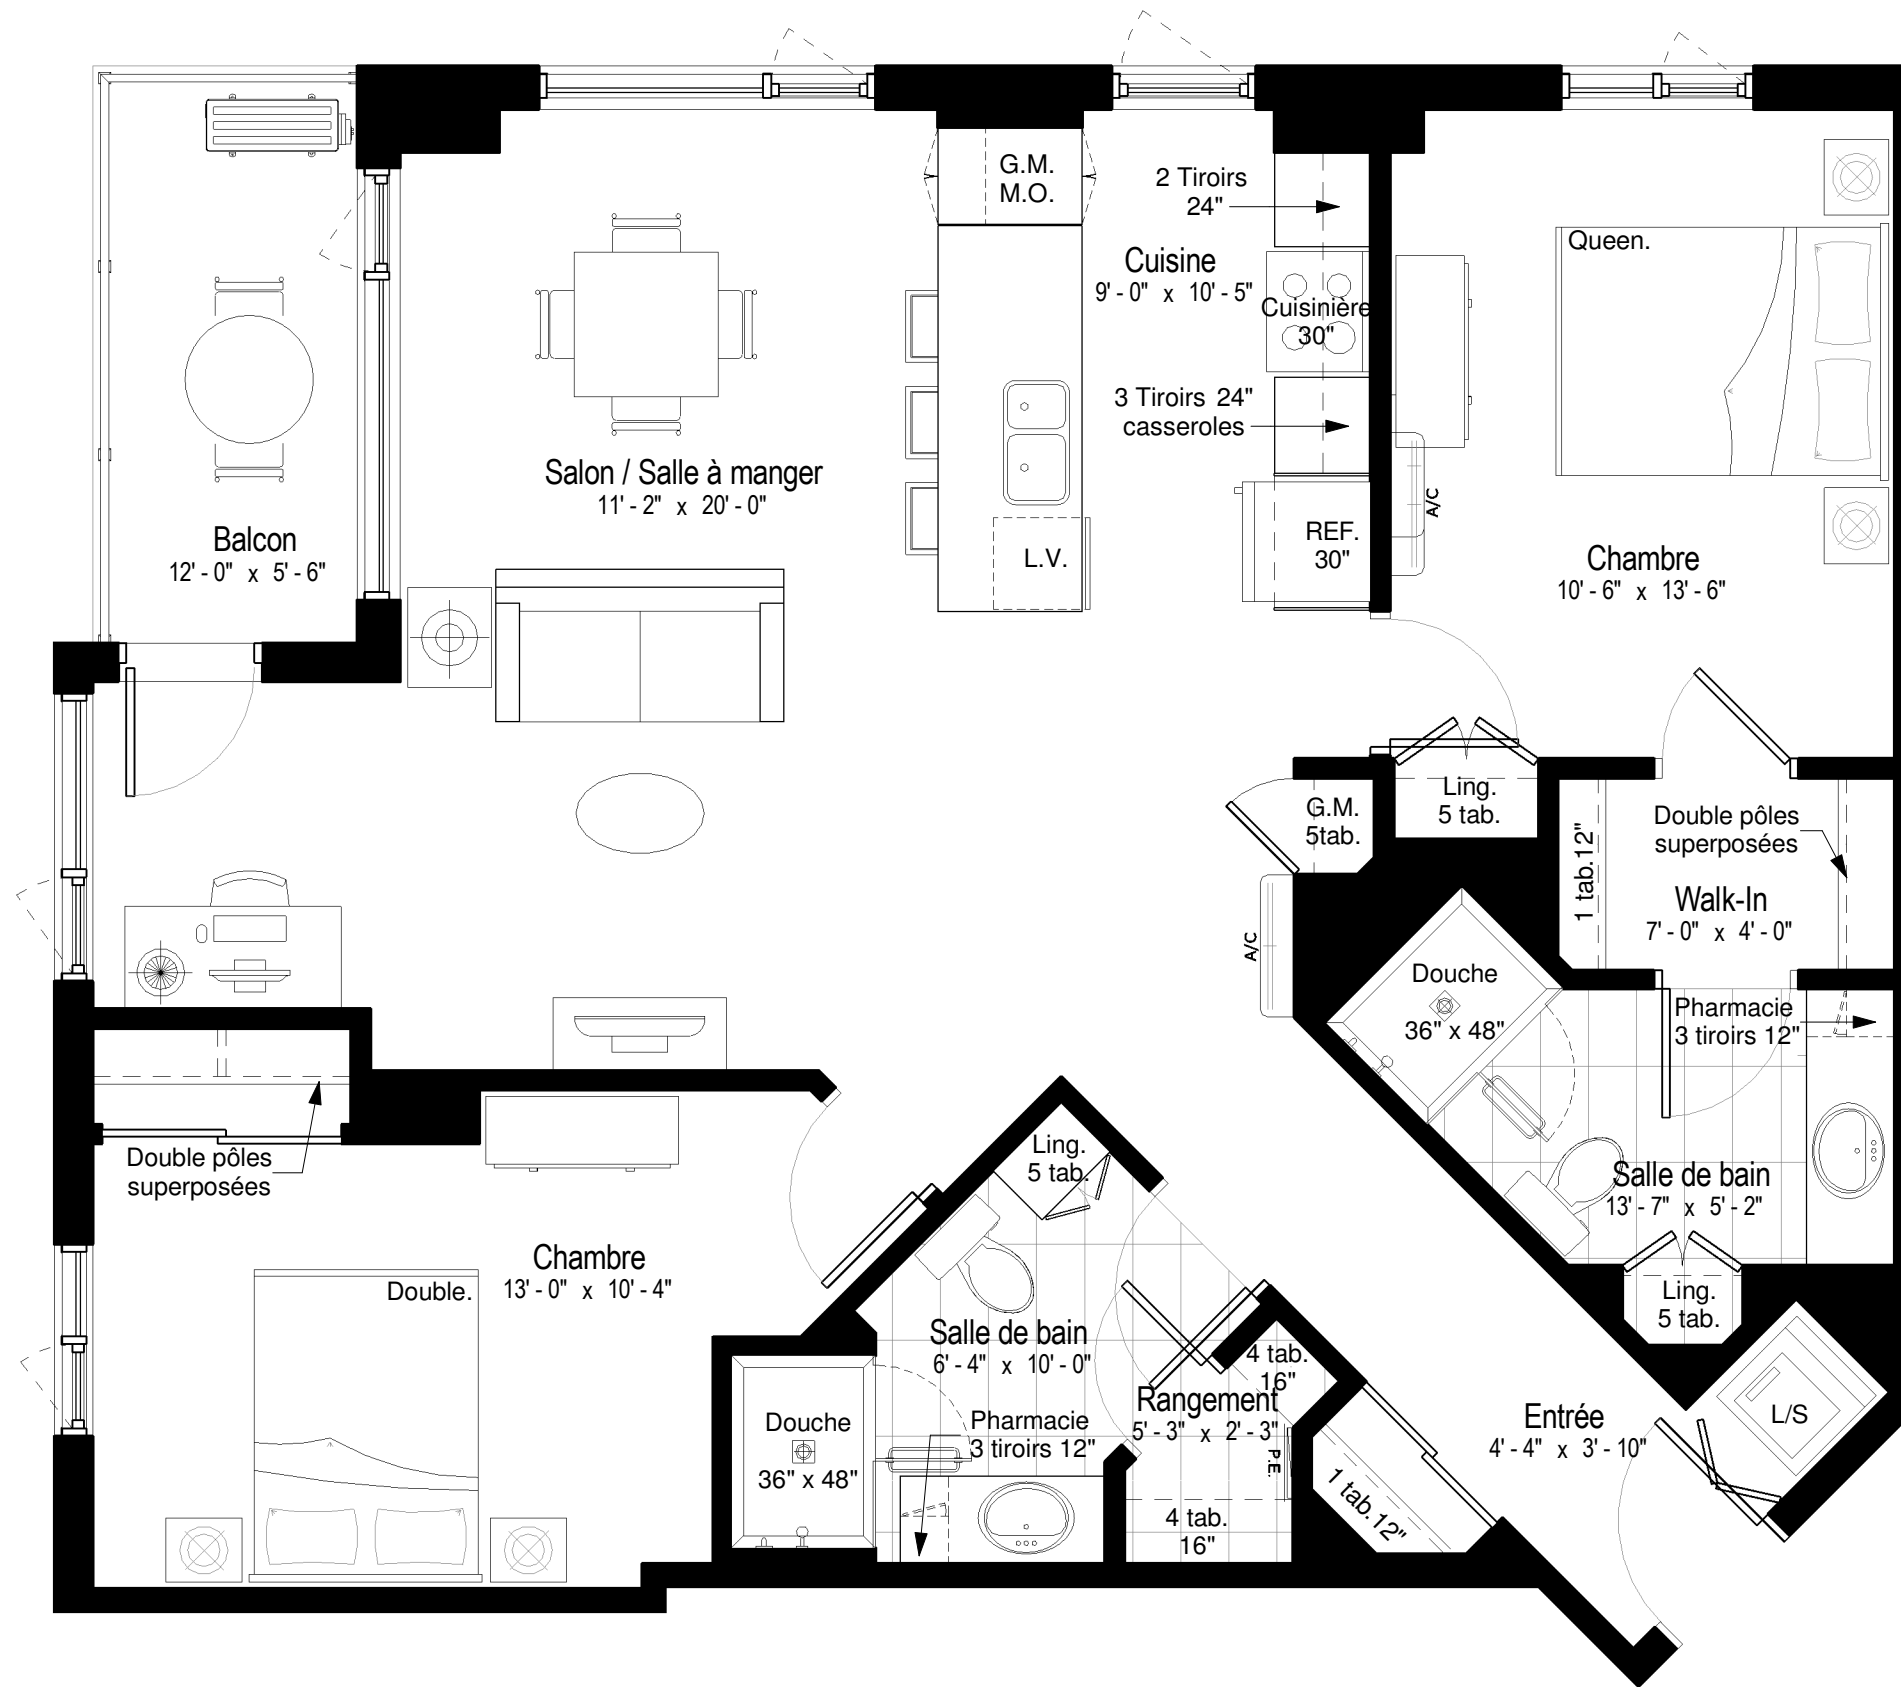 G.M.
M.O.
2 Tiroirs
24"
Cuisine
9' - 0" x 10' - 5"
Cuisinière
30"
3 Tiroirs 24"
casseroles
REF.
30"
L.V.
A/C
Queen.
Chambre
10' - 6" x 13' - 6"
Salon / Salle à manger
11' - 2" x 20' - 0"
Balcon
12' - 0" x 5' - 6"
G.M.
5tab.
Ling.
5 tab.
1 tab.12"
Double pôles
superposées
Walk-In
7' - 0" x 4' - 0"
A/C
Douche
36" x 48"
Pharmacie
3 tiroirs 12"
Salle de bain
13' - 7" x 5' - 2"
Ling.
5 tab.
L/S
Double pôles
superposées
Chambre
13' - 0" x 10' - 4"
Double.
Ling.
5 tab.
Salle de bain
6' - 4" x 10' - 0"
Douche
36" x 48"
Pharmacie
3 tiroirs 12"
4 tab.
16"
Rangement
5' - 3" x 2' - 3"
P.E.
4 tab.
16"
1 tab.12"
Entrée
4' - 4" x 3' - 10"